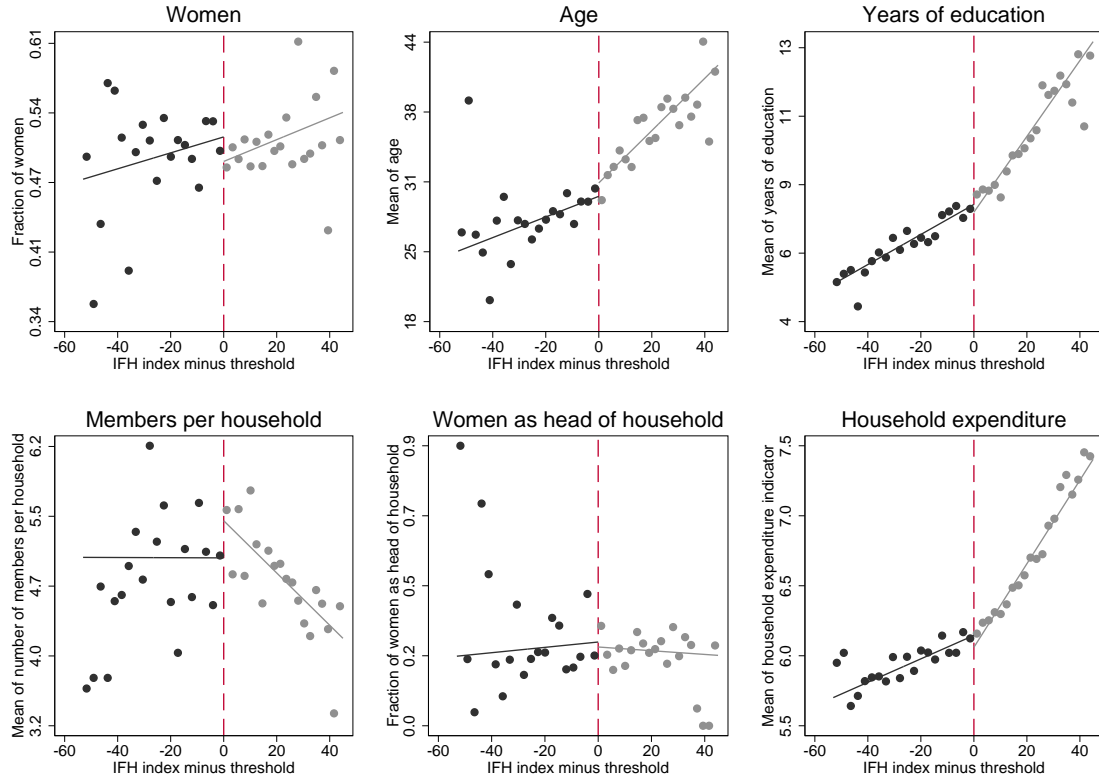 Women
Fraction of women
0.61
0.54
0.47
0.41
0.34
-60 -40 -20 0 20 40
IFH index minus threshold
Age
Mean of age
44
38
31
25
18
-60 -40 -20 0 20 40
IFH index minus threshold
Years of education
Mean of years of education
13
11
9
6
4
-60 -40 -20 0 20 40
IFH index minus threshold
Members per household
Mean of number of members per household
6.2
5.5
4.7
4.0
3.2
-60 -40 -20 0 20 40
IFH index minus threshold
Women as head of household
Fraction of women as head of household
0.9
0.7
0.5
0.2
0.0
-60 -40 -20 0 20 40
IFH index minus threshold
Household expenditure
Mean of household expenditure indicator
7.5
7.0
6.5
6.0
5.5
-60 -40 -20 0 20 40
IFH index minus threshold